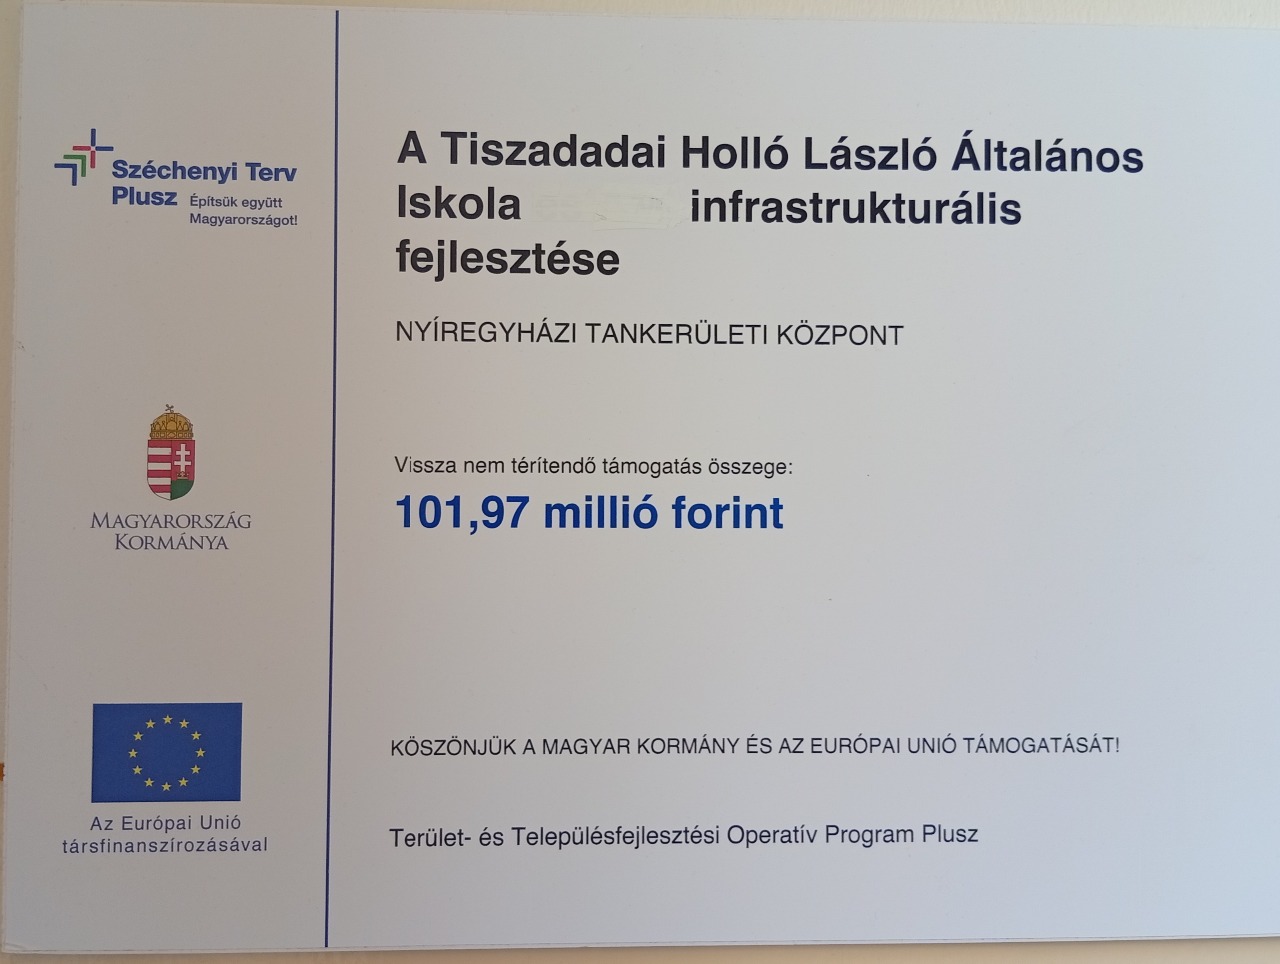 Széchenyi Terv
Plusz Építsük együtt
Magyarországot!
A Tiszadadai Holló László Általános
Iskola infrastrukturális
fejlesztése
NYÍREGYHÁZI TANKERÜLETI KÖZPONT
Vissza nem térítendő támogatás összege:
101,97 millió forint
MAGYARORSZÁG
KORMÁNYA
KÖSZÖNJÜK A MAGYAR KORMÁNY ÉS AZ EURÓPAI UNIÓ TÁMOGATÁSÁT!
Az Európai Unió
társfinanszírozásával
Terület- és Településfejlesztési Operatív Program Plusz